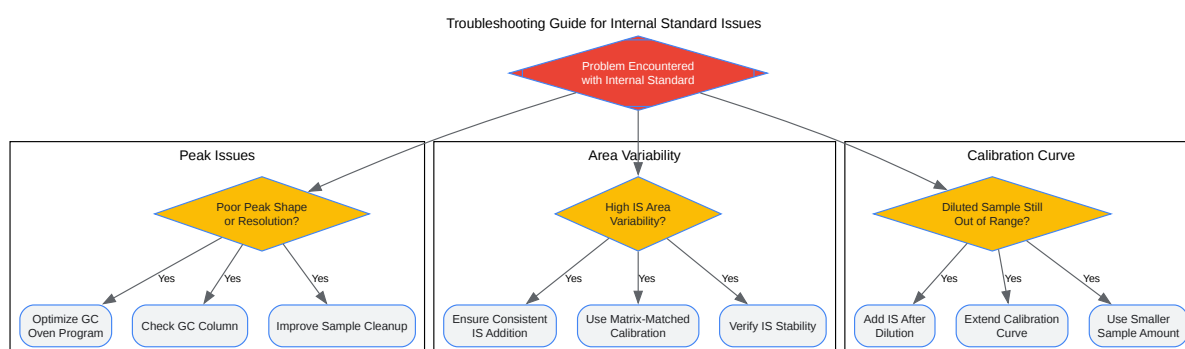 Troubleshooting Guide for Internal Standard Issues
Problem Encountered
with Internal Standard
Peak Issues
Area Variability
Calibration Curve
Poor Peak Shape
or Resolution?
High IS Area
Variability?
Diluted Sample Still
Out of Range?
Yes
Yes
Yes
Yes
Yes
Yes
Yes
Yes
Yes
Optimize GC
Oven Program
Check GC Column
Improve Sample Cleanup
Ensure Consistent
IS Addition
Use Matrix-Matched
Calibration
Verify IS Stability
Add IS After
Dilution
Extend Calibration
Curve
Use Smaller
Sample Amount